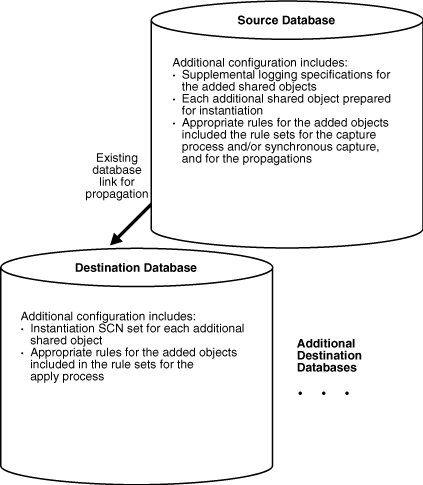 Source Database
Additional configuration includes:
· Supplemental logging specifications for
the added shared objects
· Each additional shared object prepared
for instantiation
· Appropriate rules for the added objects
included the rule sets for the capture
process and/or synchronous capture,
and for the propagations
Existing
database
link for
propagation
Destination Database
Additional configuration includes:
· Instantiation SCN set for each additional
shared object
· Appropriate rules for the added objects
included in the rule sets for the
apply process
Additional
Destination
Databases
. . .